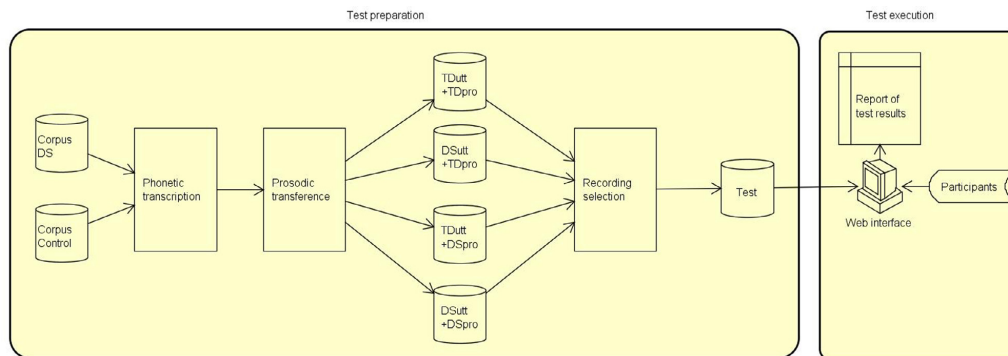 Test preparation
Test execution
Corpus
DS
Corpus
Control
Phonetic
transcription
Prosodic
transference
TDutt
+TDpro
DSutt
+TDpro
TDutt
+DSpro
DSutt
+DSpro
Recording
selection
Test
Report of
test results
Web interface
Participants